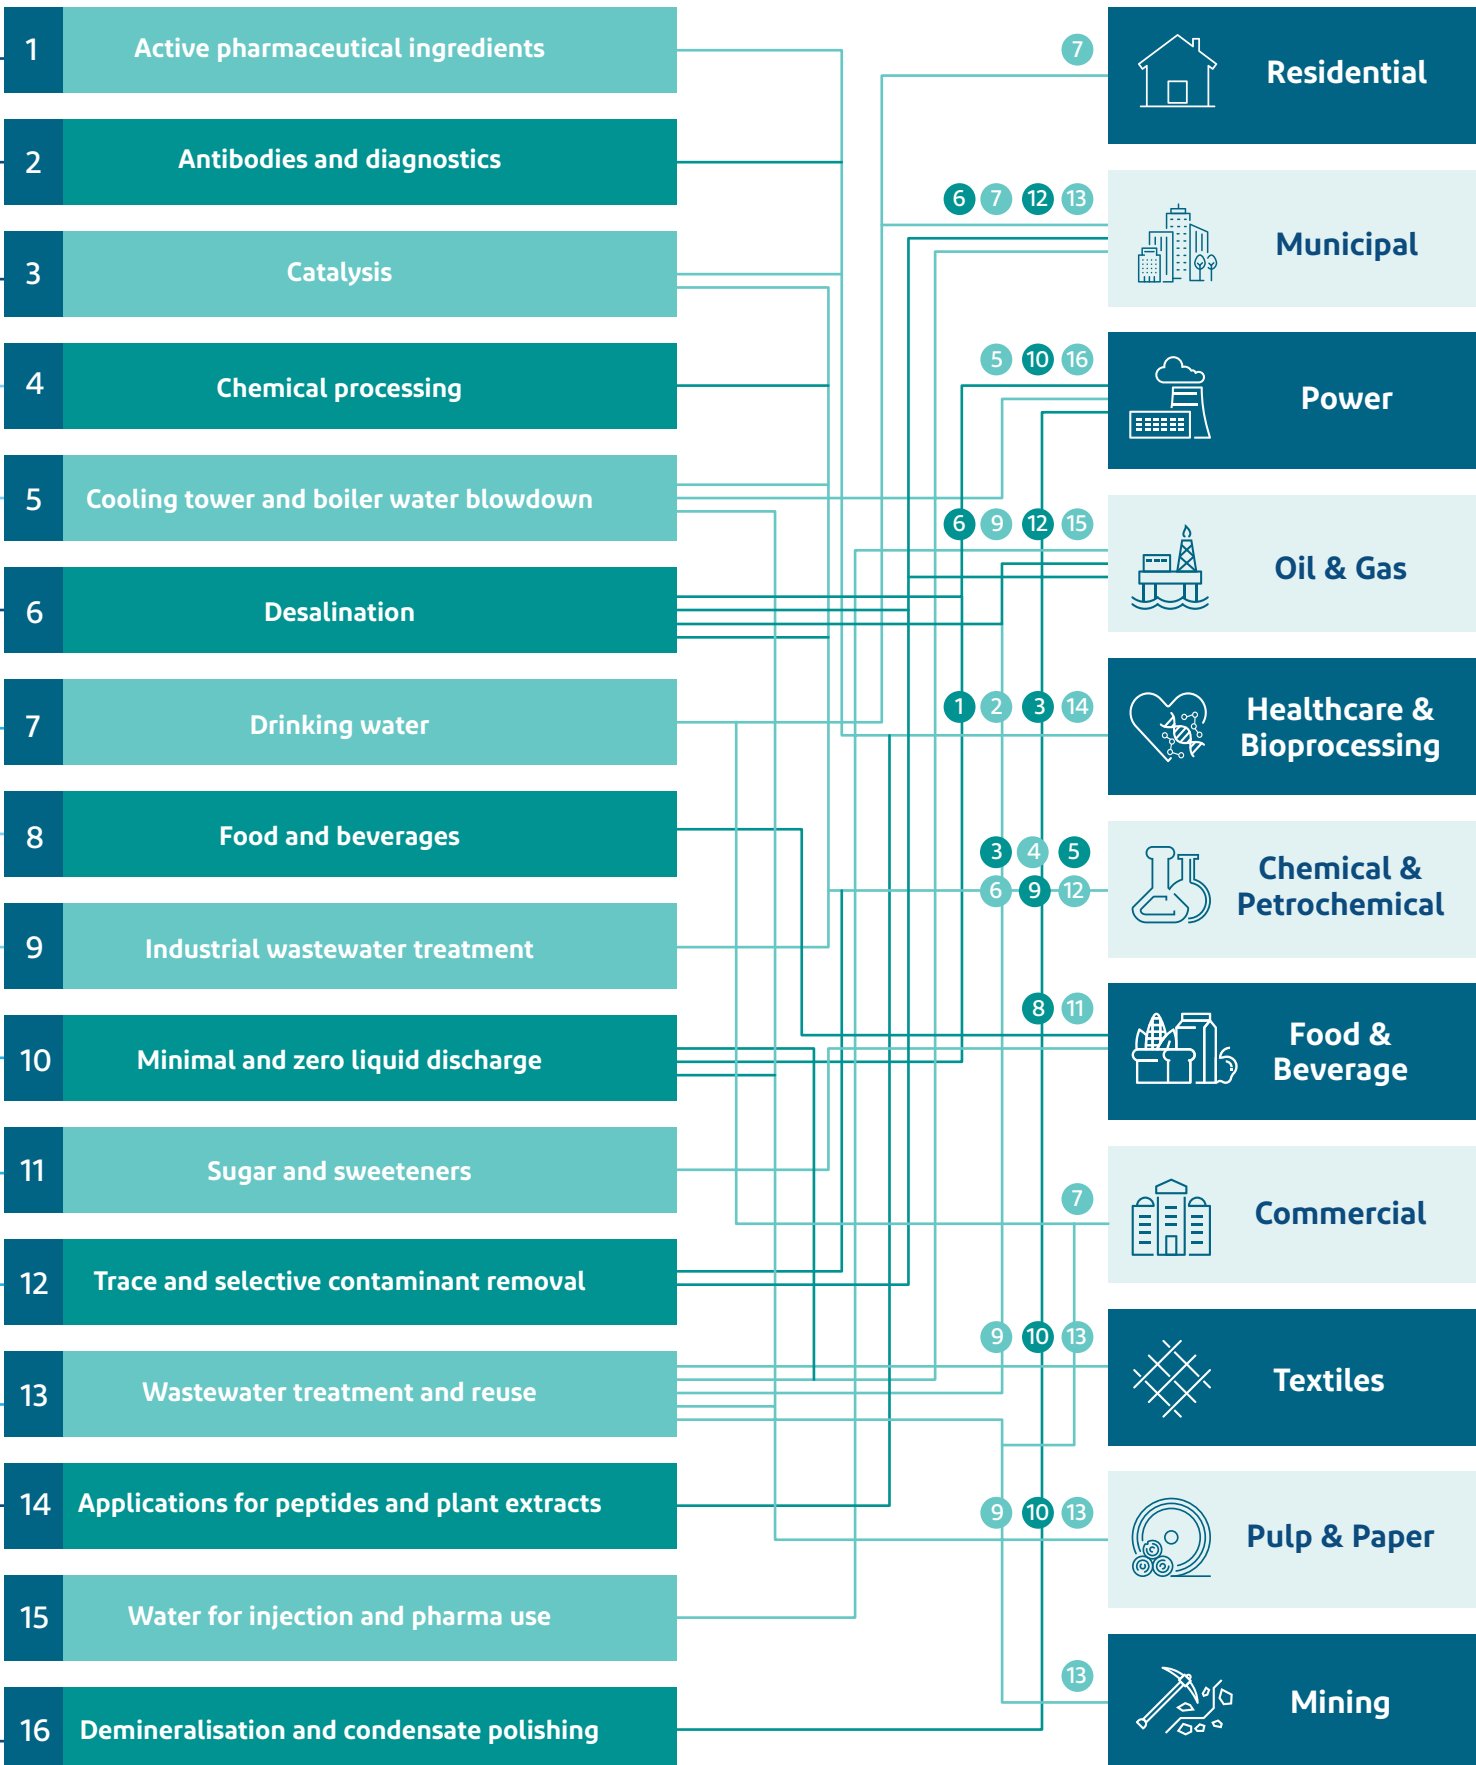 1
Active pharmaceutical ingredients
2
Antibodies and diagnostics
3
Catalysis
4
Chemical processing
5
Cooling tower and boiler water blowdown
6
Desalination
7
Drinking water
8
Food and beverages
9
Industrial wastewater treatment
10
Minimal and zero liquid discharge
11
Sugar and sweeteners
12
Trace and selective contaminant removal
13
Wastewater treatment and reuse
14
Applications for peptides and plant extracts
15
Water for injection and pharma use
16
Demineralisation and condensate polishing
7
Residential
6 7 12 13
Municipal
5 10 16
Power
6 9 12 15
Oil & Gas
1 2 3 14
Healthcare &
Bioprocessing
3 4 5
6 9 12
Chemical &
Petrochemical
8 11
Food &
Beverage
7
Commercial
9 10 13
Textiles
9 10 13
Pulp & Paper
13
Mining